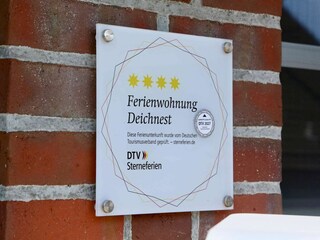 Ferienwohnung
Deichnest
Diese Ferienunterkunft wurde vom Deutschen
Tourismusverband geprüft. – sterneferien.de
DTV
Sterneferien